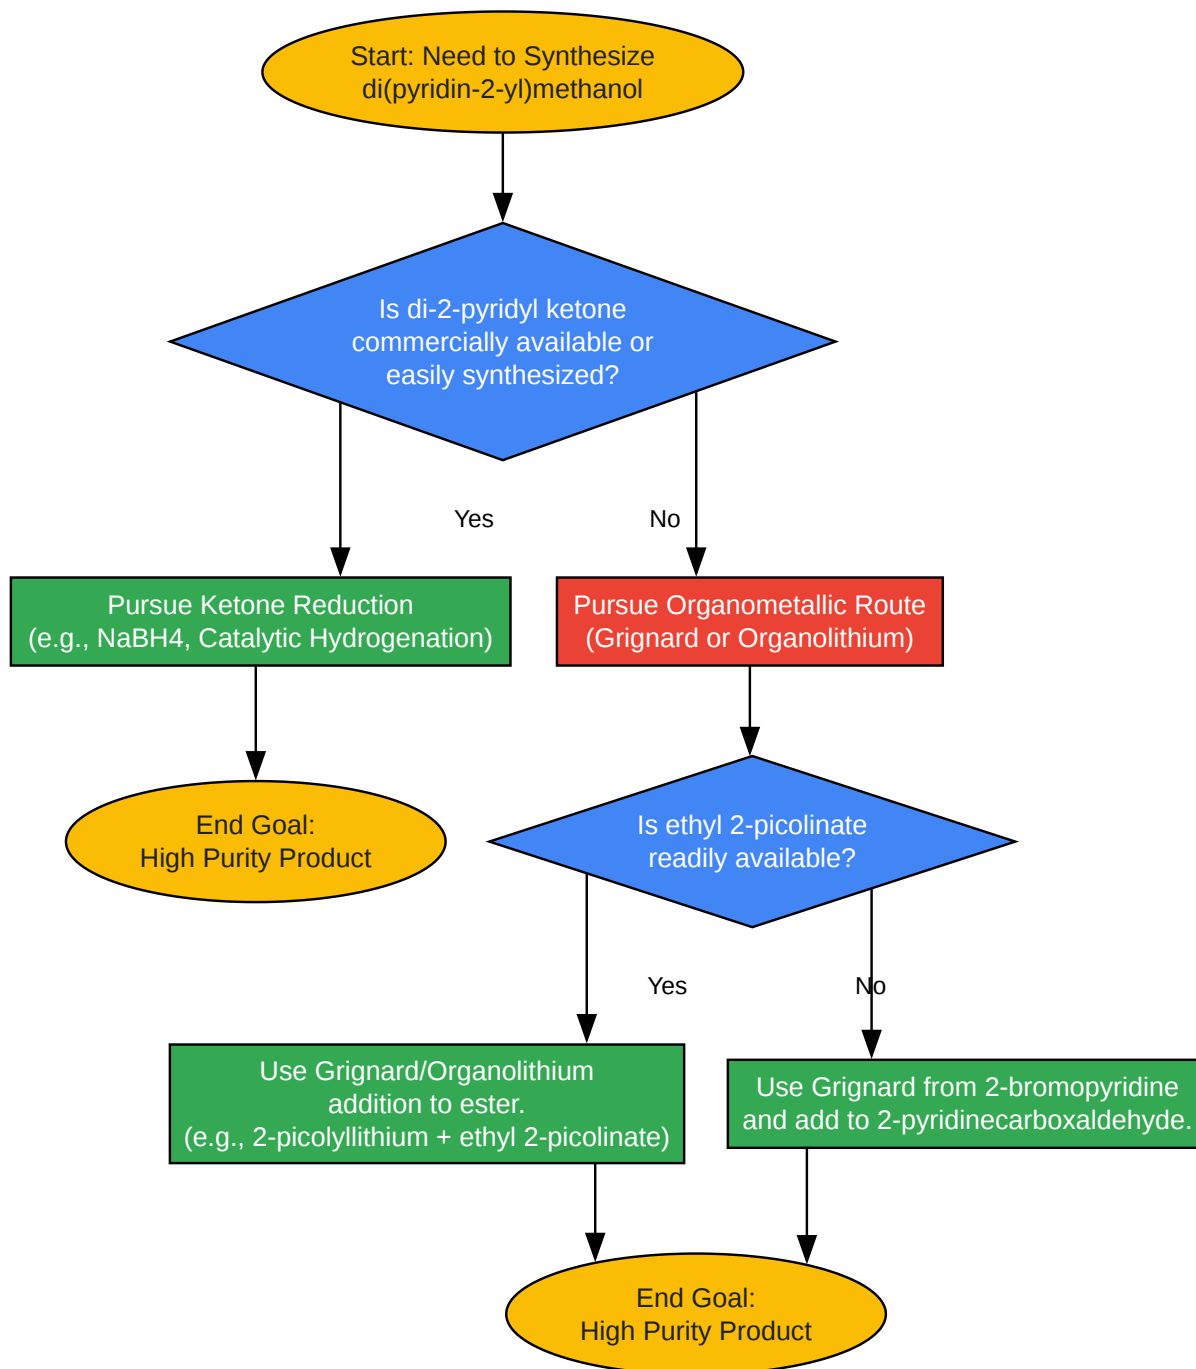 Start: Need to Synthesize
di(pyridin-2-yl)methanol
Is di-2-pyridyl ketone
commercially available or
easily synthesized?
Yes
No
Pursue Ketone Reduction
(e.g., NaBH4, Catalytic Hydrogenation)
Pursue Organometallic Route
(Grignard or Organolithium)
End Goal:
High Purity Product
Is ethyl 2-picolinate
readily available?
Yes
No
Use Grignard/Organolithium
addition to ester.
(e.g., 2-picolyllithium + ethyl 2-picolinate)
Use Grignard from 2-bromopyridine
and add to 2-pyridinecarboxaldehyde.
End Goal:
High Purity Product